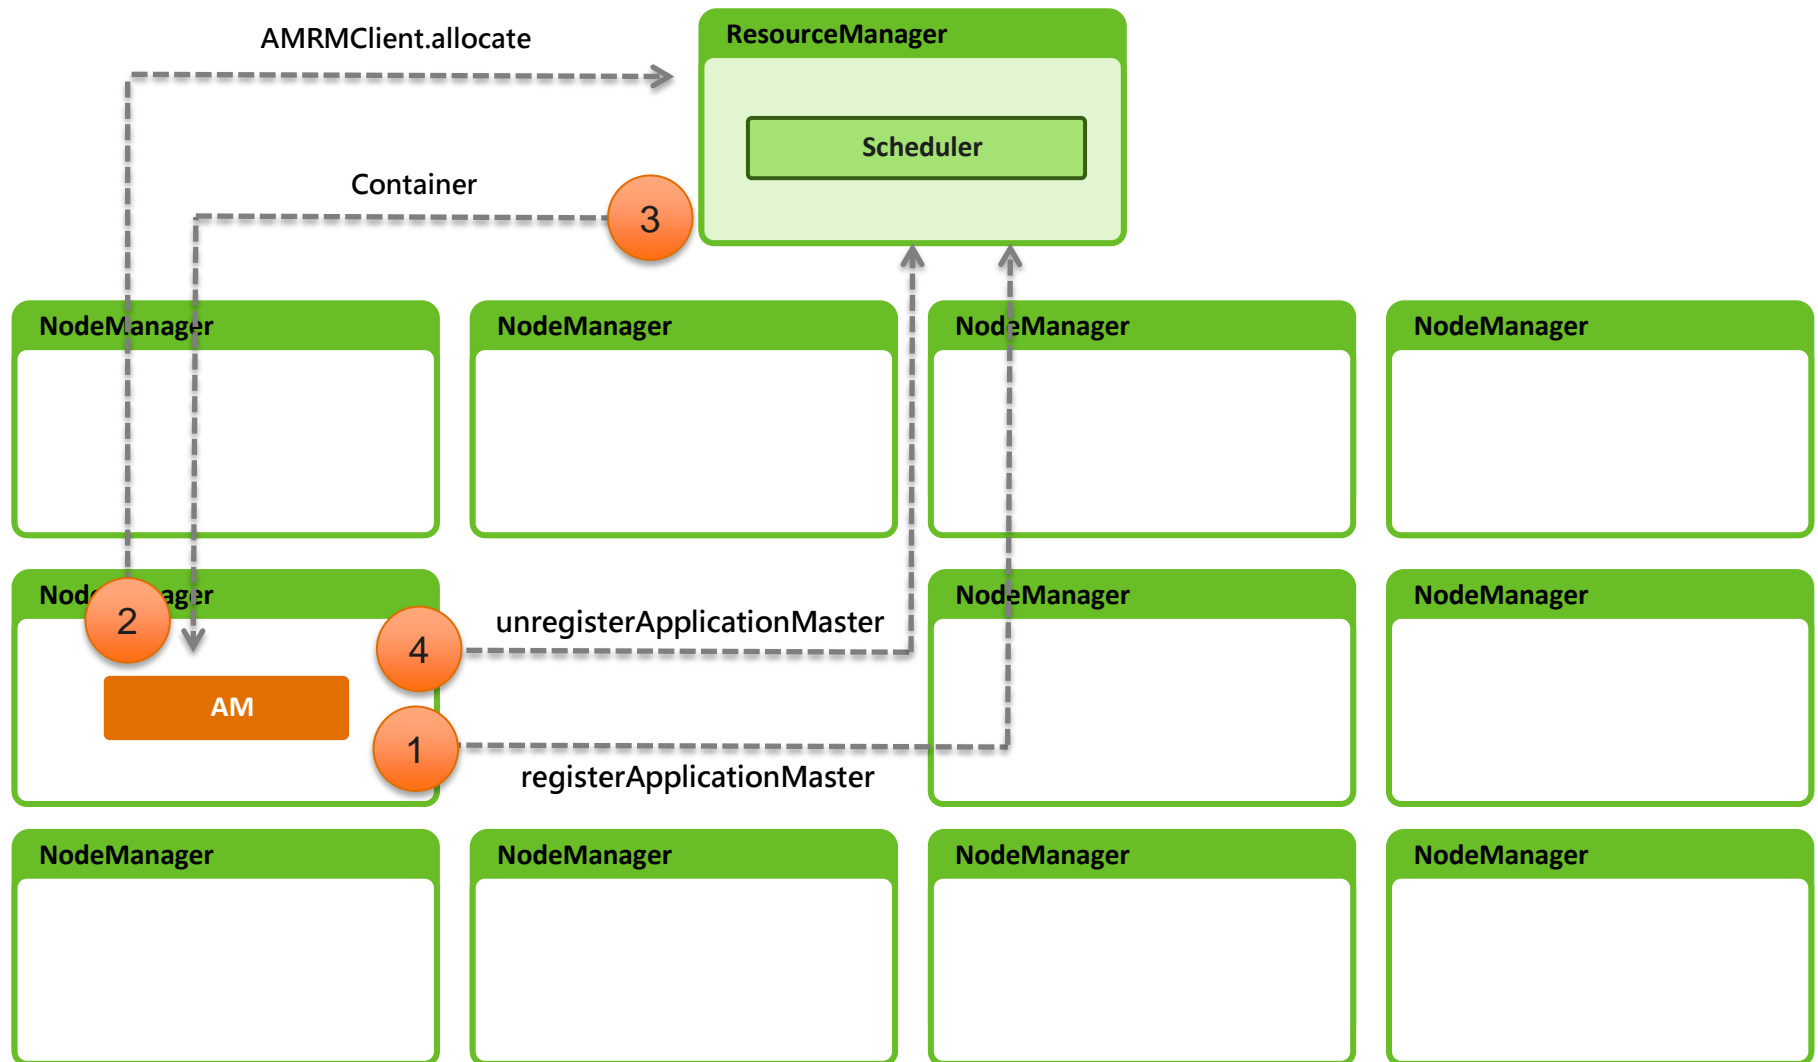 AMRMClient.allocate
ResourceManager
Scheduler
Container
3
NodeManager
NodeManager
NodeManager
NodeManager
NodeManager
2
4
unregisterApplicationMaster
AM
1
registerApplicationMaster
NodeManager
NodeManager
NodeManager
NodeManager
NodeManager
NodeManager